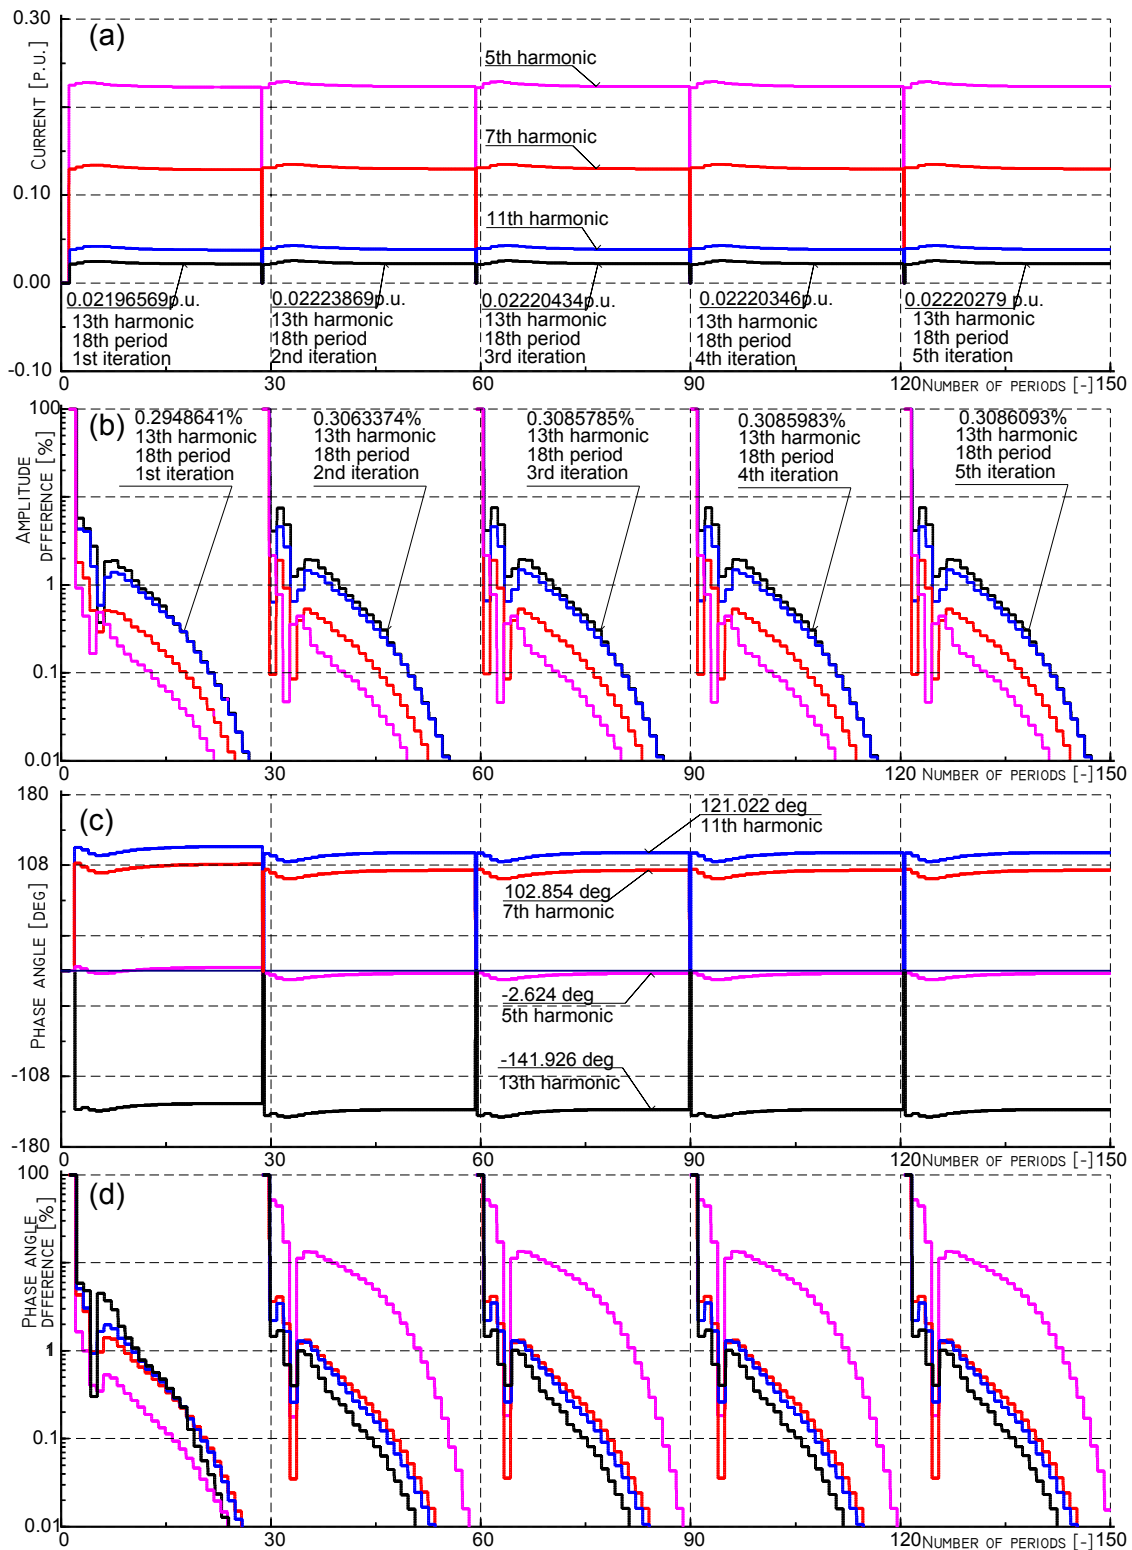 0.30
(a)
CURRENT [P.U.]
5th harmonic
7th harmonic
0.10
11th harmonic
0.00
0.02196569p.u.
13th harmonic
18th period
1st iteration
0.02223869p.u.
13th harmonic
18th period
2nd iteration
0.02220434p.u.
13th harmonic
18th period
3rd iteration
0.02220346p.u.
13th harmonic
18th period
4th iteration
0.02220279 p.u.
13th harmonic
18th period
5th iteration
-0.10
0 30 60 90 120 NUMBER OF PERIODS [-] 150
100
(b)
AMPLITUDE
DFFERENCE [%]
0.2948641%
13th harmonic
18th period
1st iteration
0.3063374%
13th harmonic
18th period
2nd iteration
0.3085785%
13th harmonic
18th period
3rd iteration
0.3085983%
13th harmonic
18th period
4th iteration
0.3086093%
13th harmonic
18th period
5th iteration
10
1
0.1
0.01
0 30 60 90 120 NUMBER OF PERIODS [-] 150
180
(c)
PHASE ANGLE [DEG]
121.022 deg
11th harmonic
108
102.854 deg
7th harmonic
-2.624 deg
5th harmonic
-141.926 deg
13th harmonic
-108
-180
0 30 60 90 120 NUMBER OF PERIODS [-] 150
100
(d)
PHASE ANGLE
DFFERENCE [%]
10
1
0.1
0.01
0 30 60 90 120 NUMBER OF PERIODS [-] 150